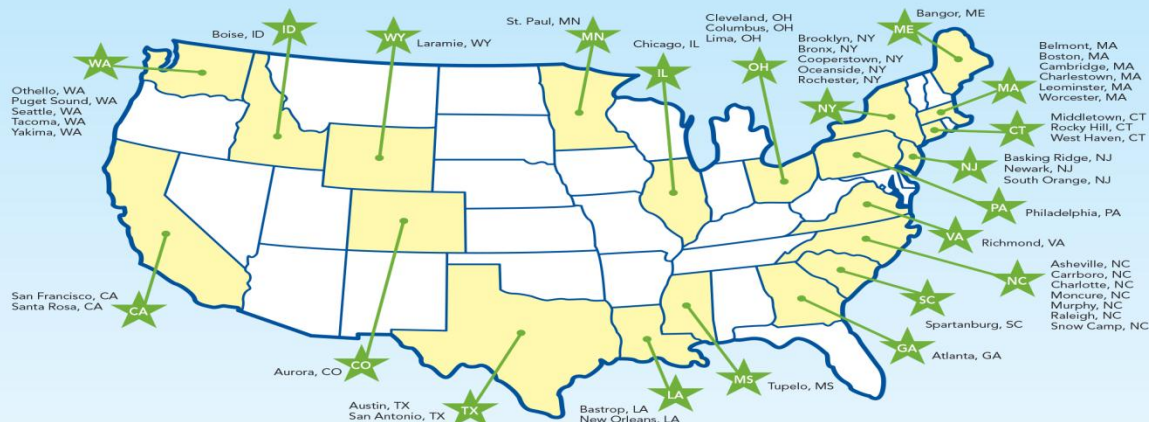 ID
Boise, ID
WY
Laramie, WY
St. Paul, MN
MN
Chicago, IL
IL
Cleveland, OH
Columbus, OH
Lima, OH
OH
Brooklyn, NY
Bronx, NY
Cooperstown, NY
Oceanside, NY
Rochester, NY
NY
Bangor, ME
ME
Belmont, MA
Boston, MA
Cambridge, MA
Charlestown, MA
Leominster, MA
Worcester, MA
MA
WA
Othello, WA
Puget Sound, WA
Seattle, WA
Tacoma, WA
Yakima, WA
Middletown, CT
Rocky Hill, CT
West Haven, CT
CT
NJ
Basking Ridge, NJ
Newark, NJ
South Orange, NJ
PA
Philadelphia, PA
VA
Richmond, VA
NC
Asheville, NC
Carrboro, NC
Charlotte, NC
Moncure, NC
Murphy, NC
Raleigh, NC
Snow Camp, NC
San Francisco, CA
Santa Rosa, CA
CA
SC
Spartanburg, SC
GA
Atlanta, GA
Aurora, CO
CO
MS
Tupelo, MS
Austin, TX
San Antonio, TX
TX
LA
Bastrop, LA
New Orleans, LA